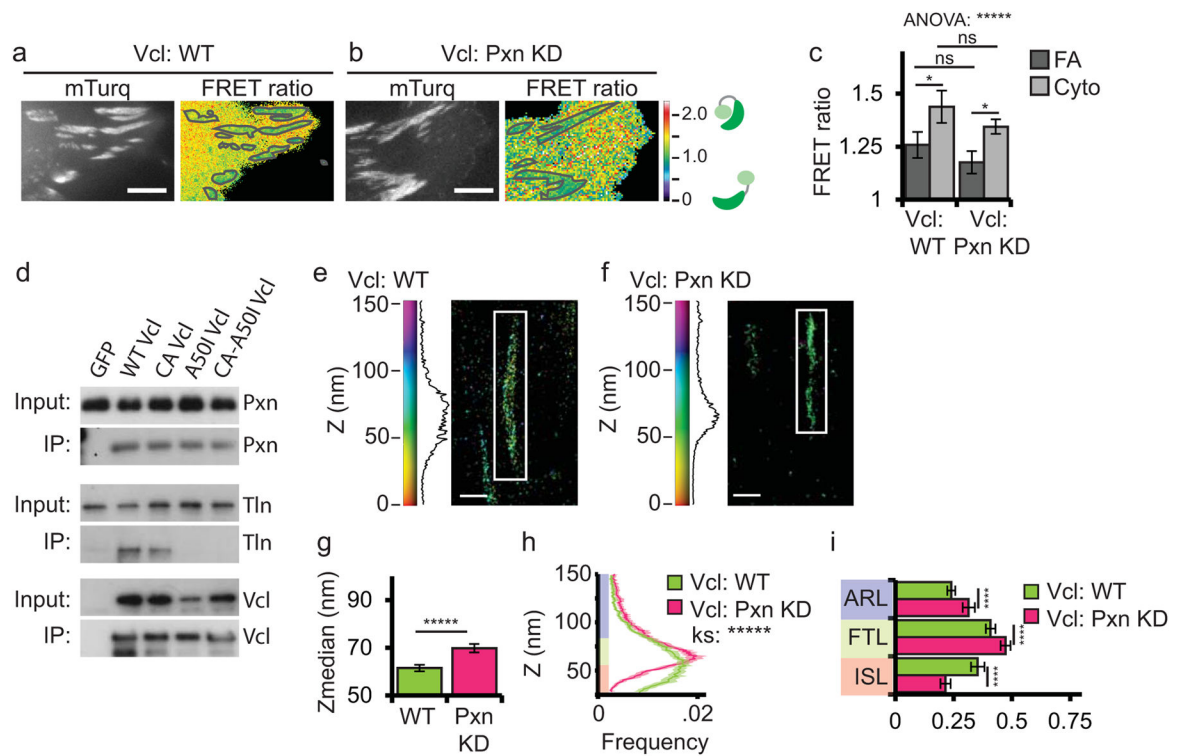 a
Vcl: WT
mTurq
FRET ratio
b
Vcl: Pxn KD
mTurq
FRET ratio
2.0
1.0
0
c
ANOVA: *****
ns
ns
*
*
FA
Cyto
FRET ratio
1.5
1.25
1
Vcl: WT
Vcl: Pxn KD
d
GFP
WT Vcl
CA Vcl
A50I Vcl
CA-A50I Vcl
Input: Pxn
IP: Pxn
Input: Tln
IP: Tln
Input: Vcl
IP: Vcl
e
Vcl: WT
Z (nm)
150
100
50
0
f
Vcl: Pxn KD
Z (nm)
150
100
50
0
g
Zmedian (nm)
90
70
50
*****
WT
Pxn KD
h
Z (nm)
150
100
50
0
.02
Frequency
Vcl: WT
Vcl: Pxn KD
ks: *****
i
ARL
FTL
ISL
****
****
****
Vcl: WT
Vcl: Pxn KD
0
0.25
0.5
0.75